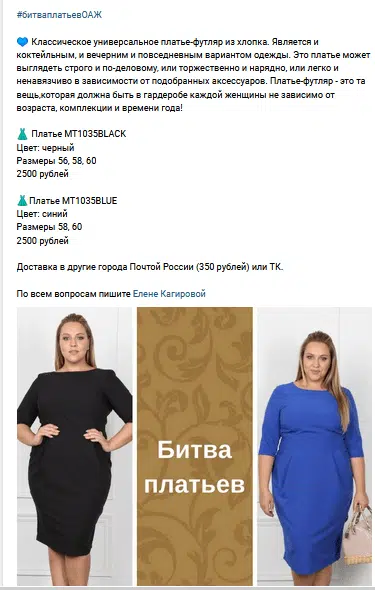 #битваплатьевОАЖ
💙 Классическое универсальное платье-футляр из хлопка. Является и
коктейльным, и вечерним и повседневным вариантом одежды. Это платье может
выглядеть строго и по-деловому, или торжественно и нарядно, или легко и
ненавязчиво в зависимости от подобранных аксессуаров. Платье-футляр - это та
вещь,которая должна быть в гардеробе каждой женщины не зависимо от
возраста, комплекции и времени года!
👗 Платье MT1035BLACK
Цвет: черный
Размеры 56, 58, 60
2500 рублей
👗 Платье MT1035BLUE
Цвет: синий
Размеры 58, 60
2500 рублей
Доставка в другие города Почтой России (350 рублей) или ТК.
По всем вопросам пишите Елене Кагировой
Битва
платьев